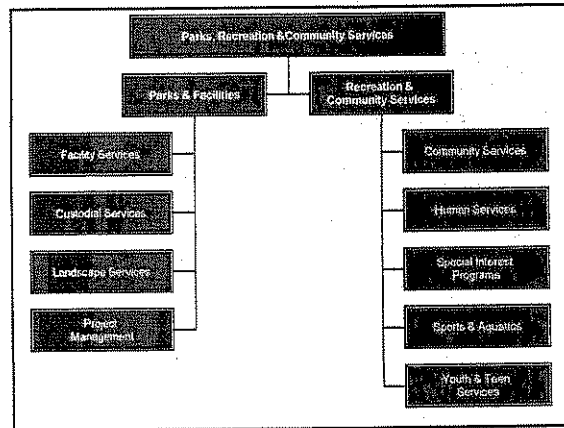 Parks, Recreation &Community Services
Parks & Facilities
Recreation &
Community Services
Facility Services
Custodial Services
Landscape Services
Project
Management
Community Services
Human Services
Special Interest
Programs
Sports & Aquatics
Youth & Teen
Services